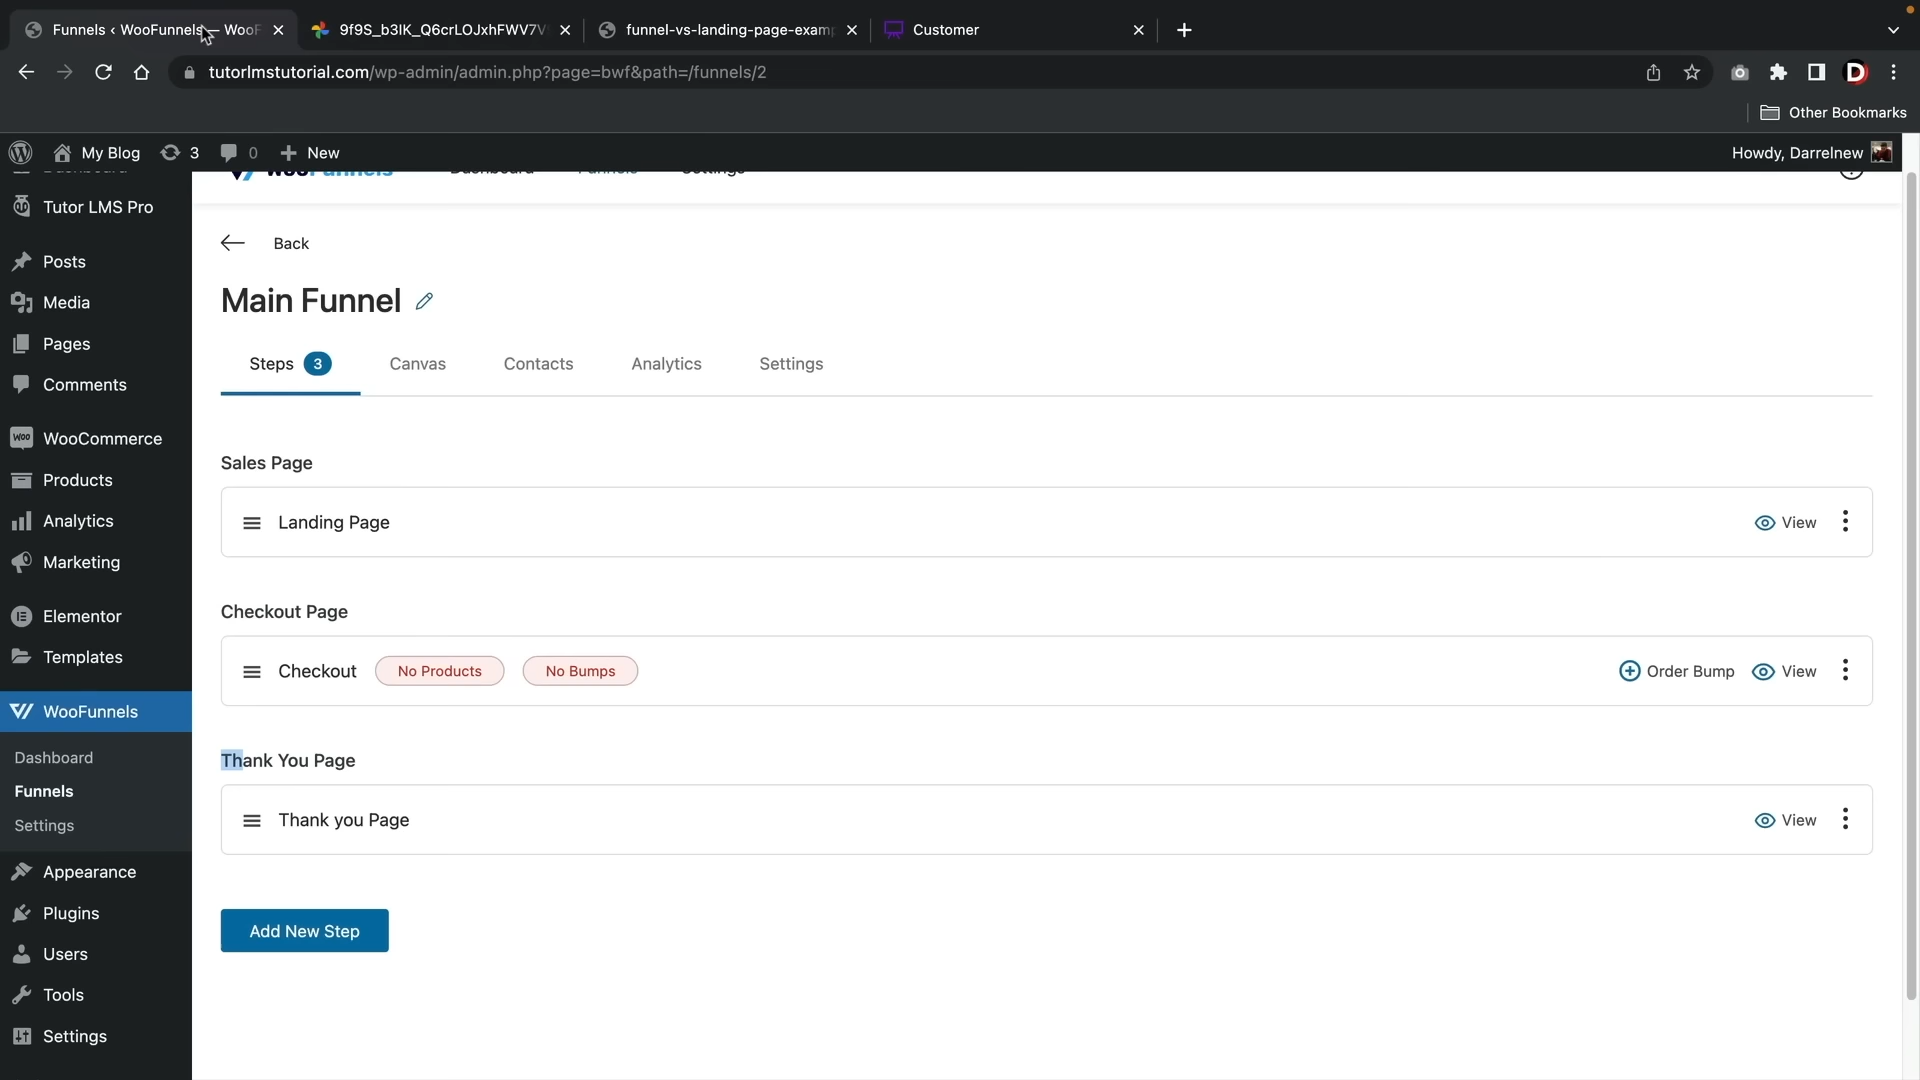 Funnels ‹ WooFunnels — WooF
9f9S_b3lK_Q6crLOJxhFWV7V
funnel-vs-landing-page-exam
Customer
tutorlmstutorial.com/wp-admin/admin.php?page=bwf&path=/funnels/2
Other Bookmarks
My Blog
3
0
New
Howdy, Darrelnew
Dashboard
Tutor LMS Pro
Posts
Media
Pages
Comments
WooCommerce
Products
Analytics
Marketing
Elementor
Templates
WooFunnels
Dashboard
Funnels
Settings
Appearance
Plugins
Users
Tools
Settings
WooFunnels
Dashboard
Funnels
Settings
Back
Main Funnel
Steps 3
Canvas
Contacts
Analytics
Settings
Sales Page
Landing Page
View
Checkout Page
Checkout
No Products
No Bumps
Order Bump
View
Thank You Page
Thank you Page
View
Add New Step